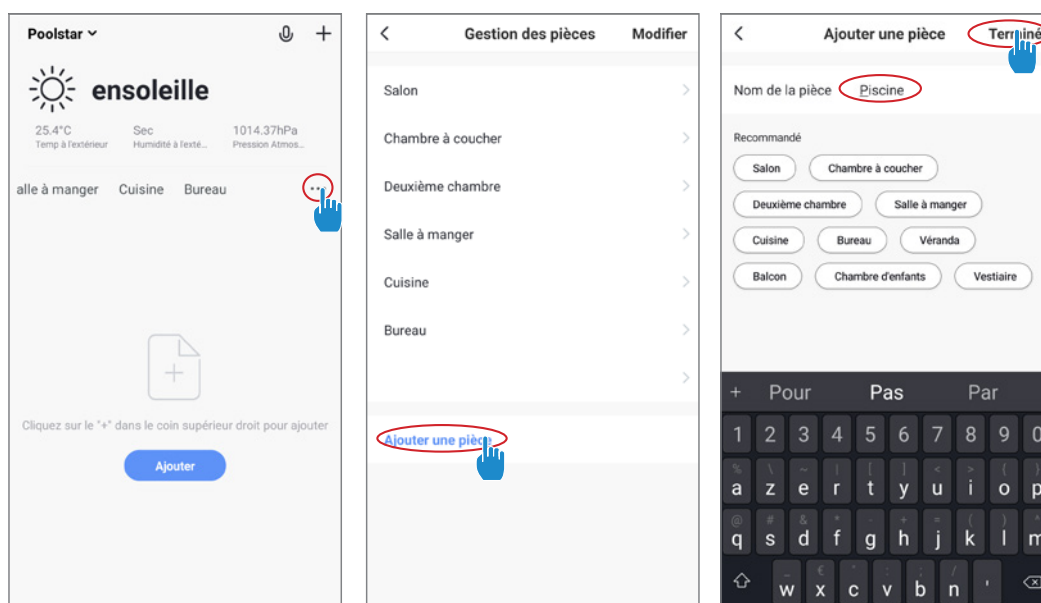 Poolstar
ensoleille
25.4°C Sec 1014.37hPa
Temp à l'extérieur Humidité à l'exté... Pression Atmos...
alle à manger Cuisine Bureau ...
Cliquez sur le "+" dans le coin supérieur droit pour ajouter
Ajouter
Gestion des pièces Modifier
Salon
Chambre à coucher
Deuxième chambre
Salle à manger
Cuisine
Bureau
Ajouter une pièce
Ajouter une pièce Terminé
Nom de la pièce Piscine
Recommandé
Salon Chambre à coucher
Deuxième chambre Salle à manger
Cuisine Bureau Véranda
Balcon Chambre d'enfants Vestiaire
+ Pour Pas Par
1 2 3 4 5 6 7 8 9 0
a z e r t y u i o p
q s d f g h j k l m
w x c v b n '